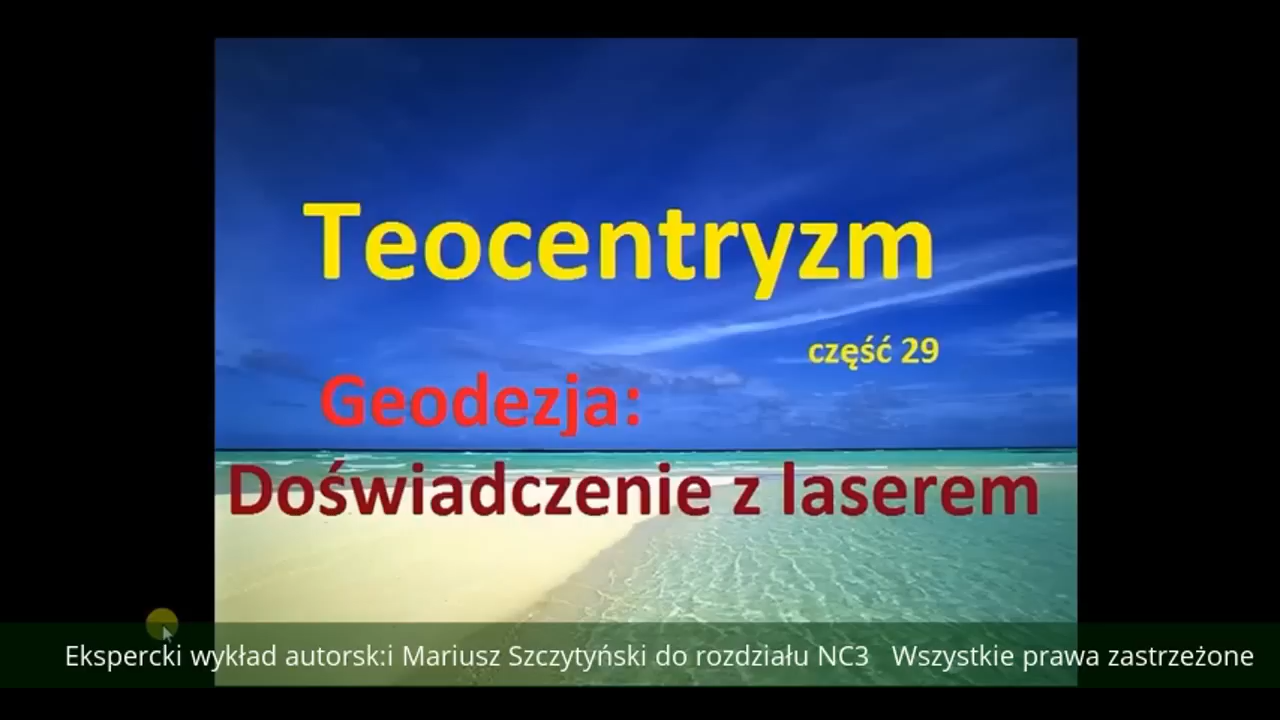 Teocentryzm
część 29
Geodezja:
Doświadczenie z laserem
Ekspercki wykład autorsk:i Mariusz Szczytyński do rozdziału NC3 Wszystkie prawa zastrzeżone